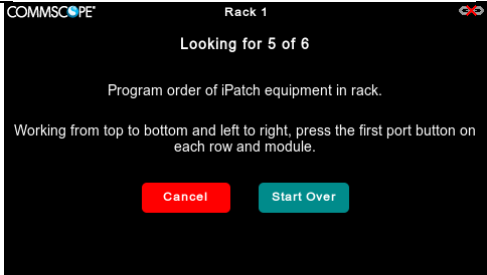 COMMSCOPE®
Rack 1
Looking for 5 of 6
Program order of iPatch equipment in rack.
Working from top to bottom and left to right, press the first port button on
each row and module.
Cancel
Start Over